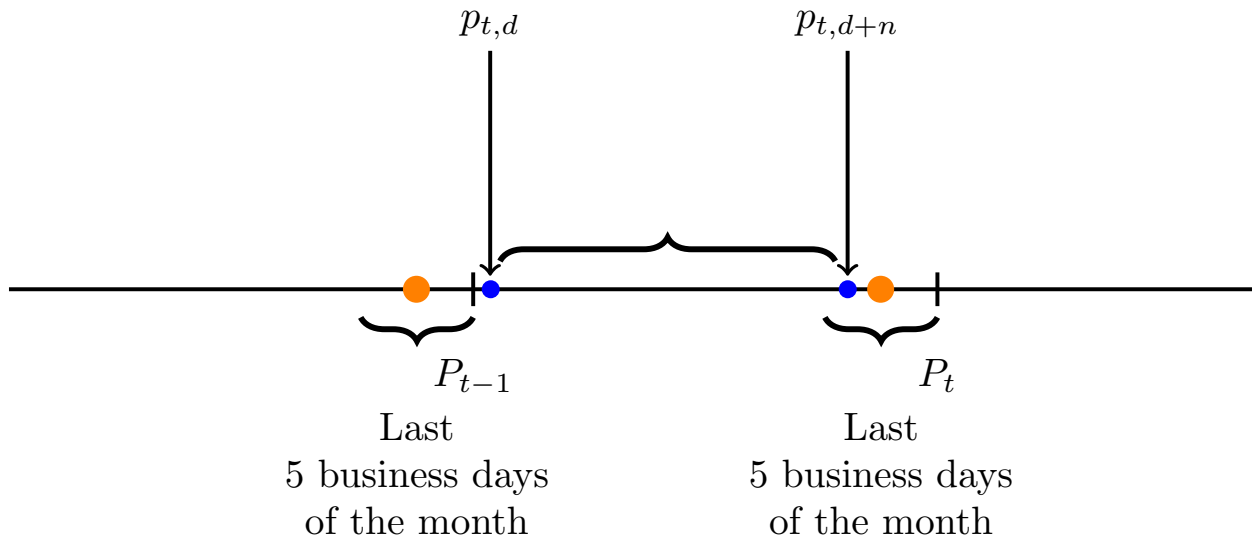 p_{t,d} p_{t,d+n}
P_{t−1} P_t
Last Last
5 business days 5 business days
of the month of the month